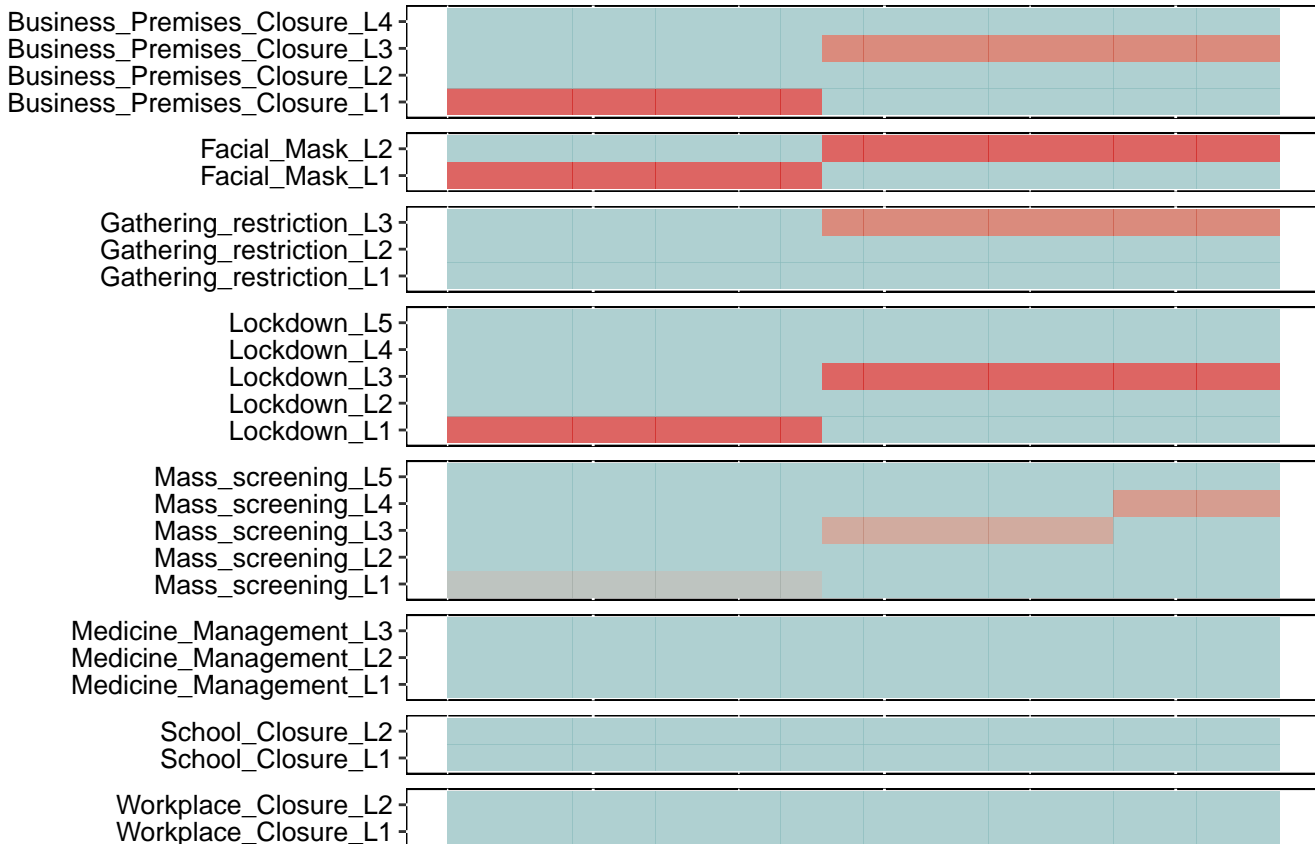 Business_Premises_Closure_L4
Business_Premises_Closure_L3
Business_Premises_Closure_L2
Business_Premises_Closure_L1
Facial_Mask_L2
Facial_Mask_L1
Gathering_restriction_L3
Gathering_restriction_L2
Gathering_restriction_L1
Lockdown_L5
Lockdown_L4
Lockdown_L3
Lockdown_L2
Lockdown_L1
Mass_screening_L5
Mass_screening_L4
Mass_screening_L3
Mass_screening_L2
Mass_screening_L1
Medicine_Management_L3
Medicine_Management_L2
Medicine_Management_L1
School_Closure_L2
School_Closure_L1
Workplace_Closure_L2
Workplace_Closure_L1